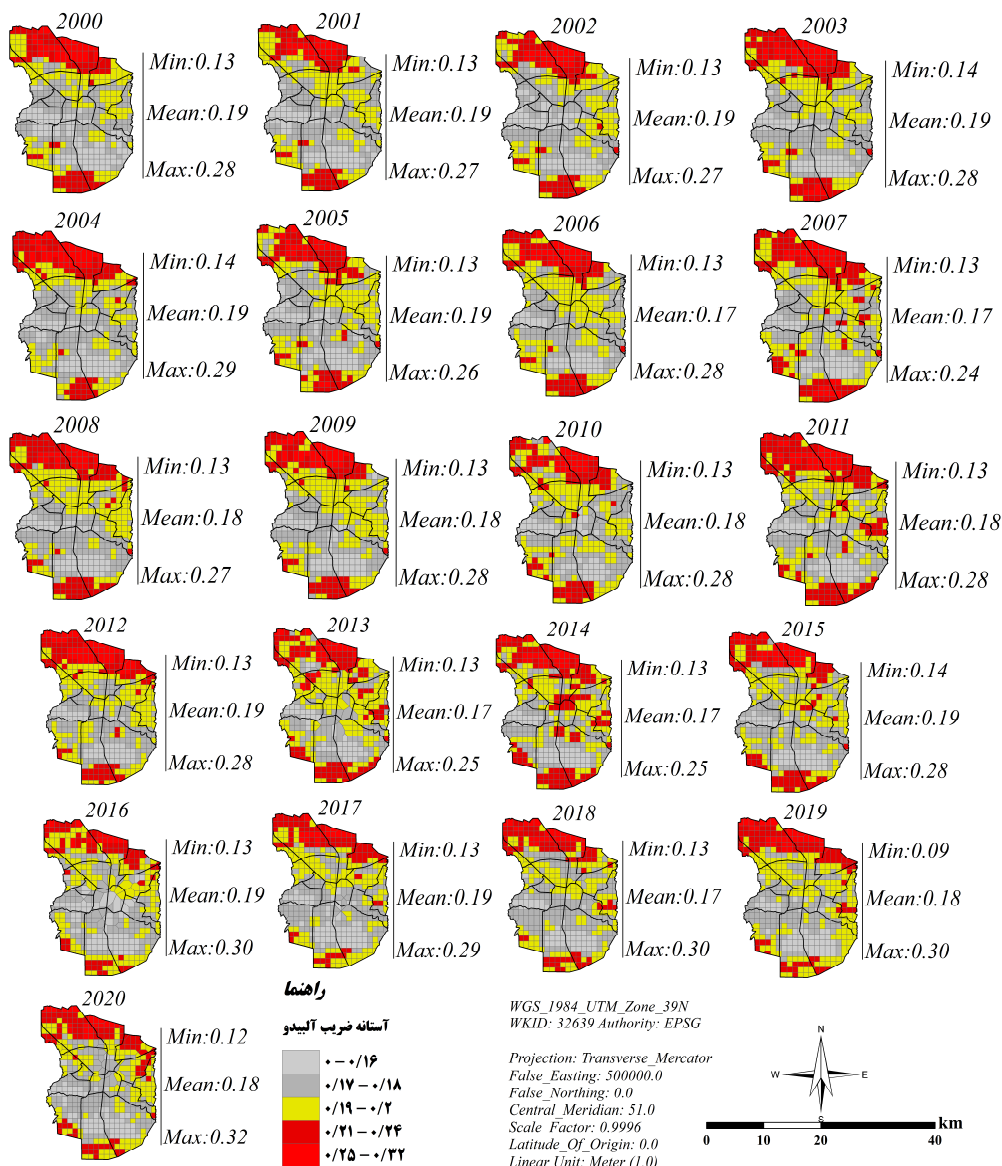 2000
Min:0.13
Mean:0.19
Max:0.28
2001
Min:0.13
Mean:0.19
Max:0.27
2002
Min:0.13
Mean:0.19
Max:0.27
2003
Min:0.14
Mean:0.19
Max:0.28
2004
Min:0.14
Mean:0.19
Max:0.29
2005
Min:0.13
Mean:0.19
Max:0.26
2006
Min:0.13
Mean:0.17
Max:0.28
2007
Min:0.13
Mean:0.17
Max:0.24
2008
Min:0.13
Mean:0.18
Max:0.27
2009
Min:0.13
Mean:0.18
Max:0.28
2010
Min:0.13
Mean:0.18
Max:0.28
2011
Min:0.13
Mean:0.18
Max:0.28
2012
Min:0.13
Mean:0.19
Max:0.28
2013
Min:0.13
Mean:0.17
Max:0.25
2014
Min:0.13
Mean:0.17
Max:0.25
2015
Min:0.14
Mean:0.19
Max:0.28
2016
Min:0.13
Mean:0.19
Max:0.30
2017
Min:0.13
Mean:0.19
Max:0.29
2018
Min:0.13
Mean:0.17
Max:0.30
2019
Min:0.09
Mean:0.18
Max:0.30
2020
Min:0.12
Mean:0.18
Max:0.32
راهنما
آستانه ضریب آلبیدو
۰ – ۰/۱۶
۰/۱۷ – ۰/۱۸
۰/۱۹ – ۰/۲
۰/۲۱ – ۰/۲۴
۰/۲۵ – ۰/۳۲
WGS_1984_UTM_Zone_39N
WKID: 32639 Authority: EPSG
Projection: Transverse_Mercator
False_Easting: 500000.0
False_Northing: 0.0
Central_Meridian: 51.0
Scale_Factor: 0.9996
Latitude_Of_Origin: 0.0
Linear Unit: Meter (1.0)
N
W E
S
km
0 10 20 40